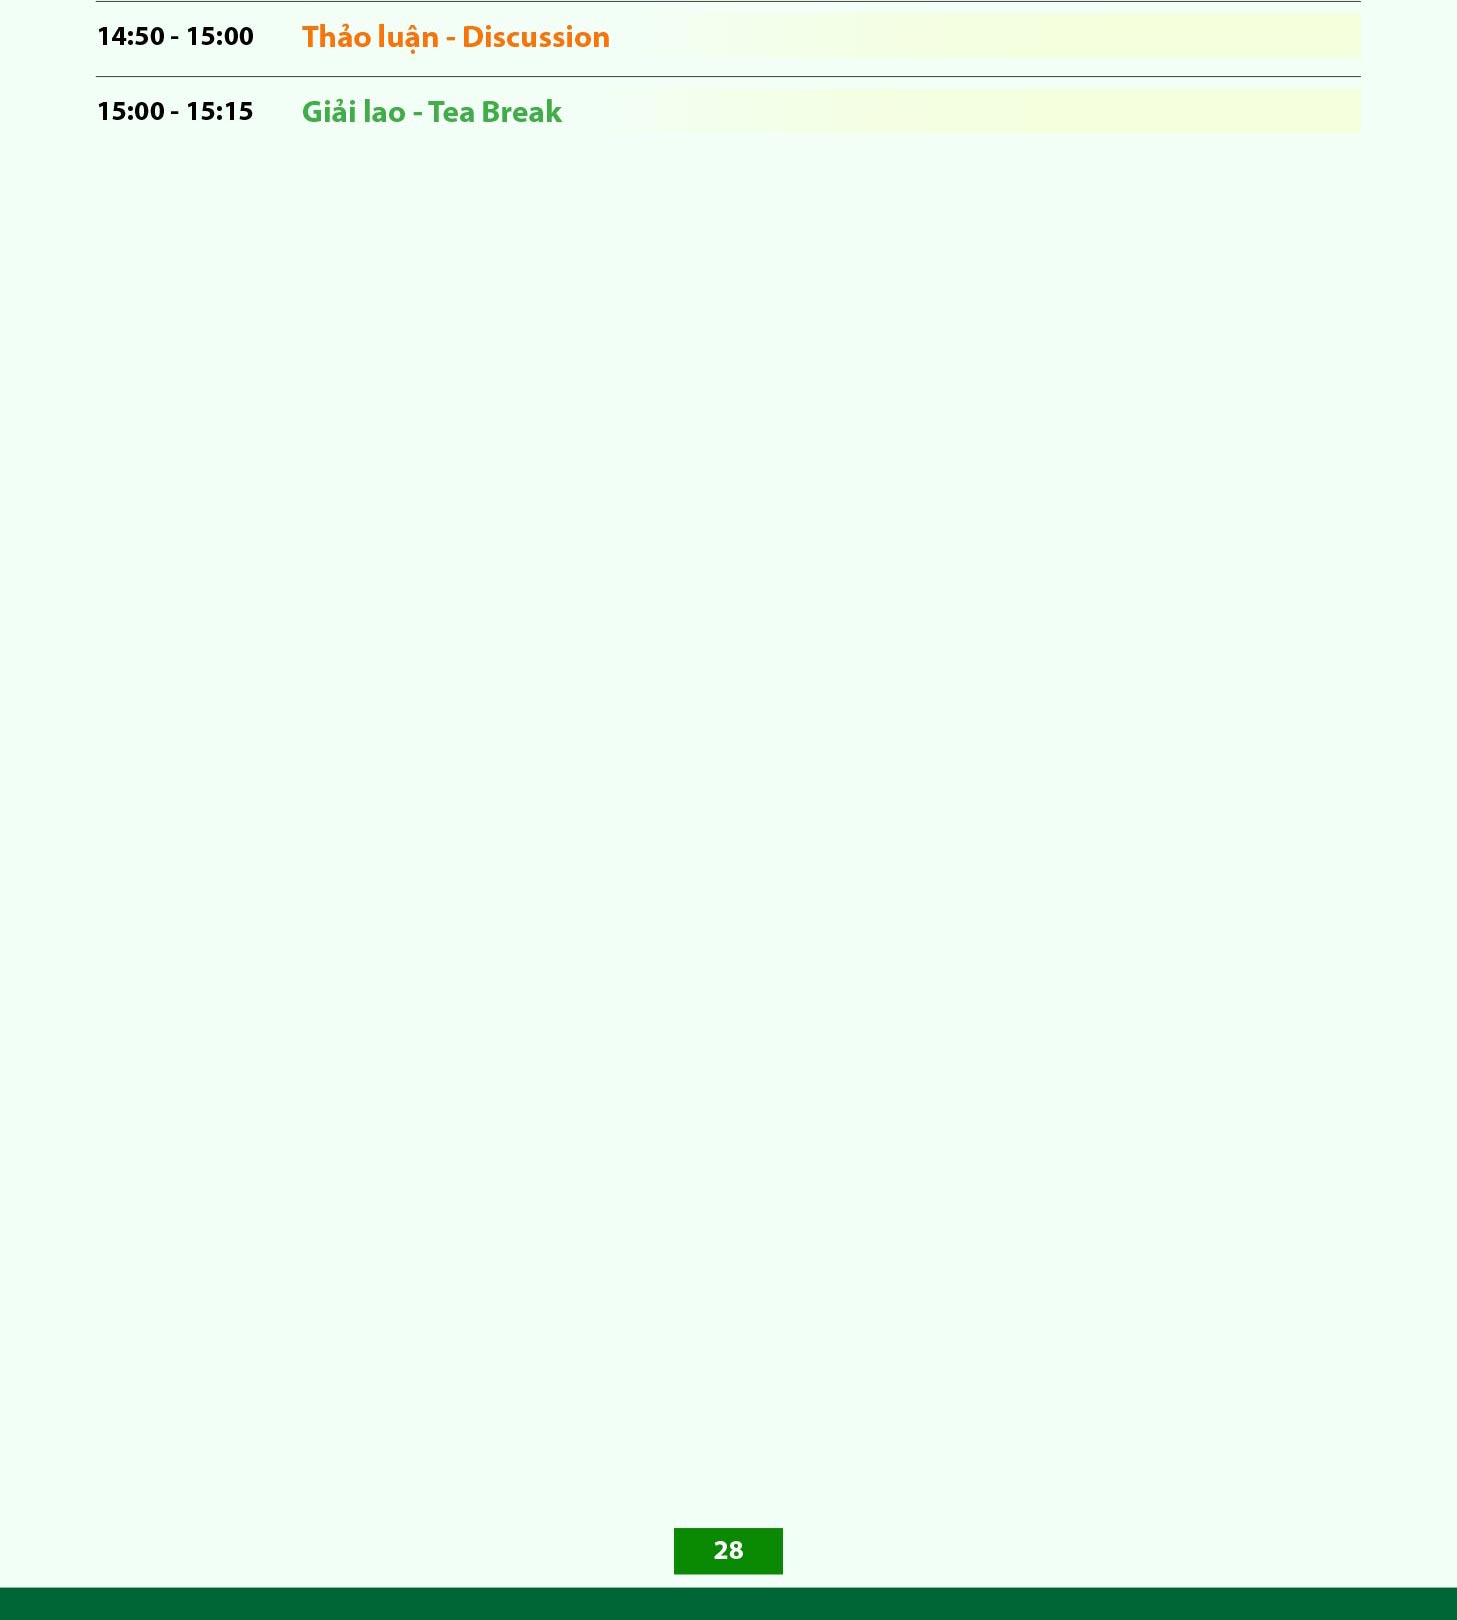 14:50 - 15:00 Thảo luận - Discussion
15:00 - 15:15 Giải lao - Tea Break
28